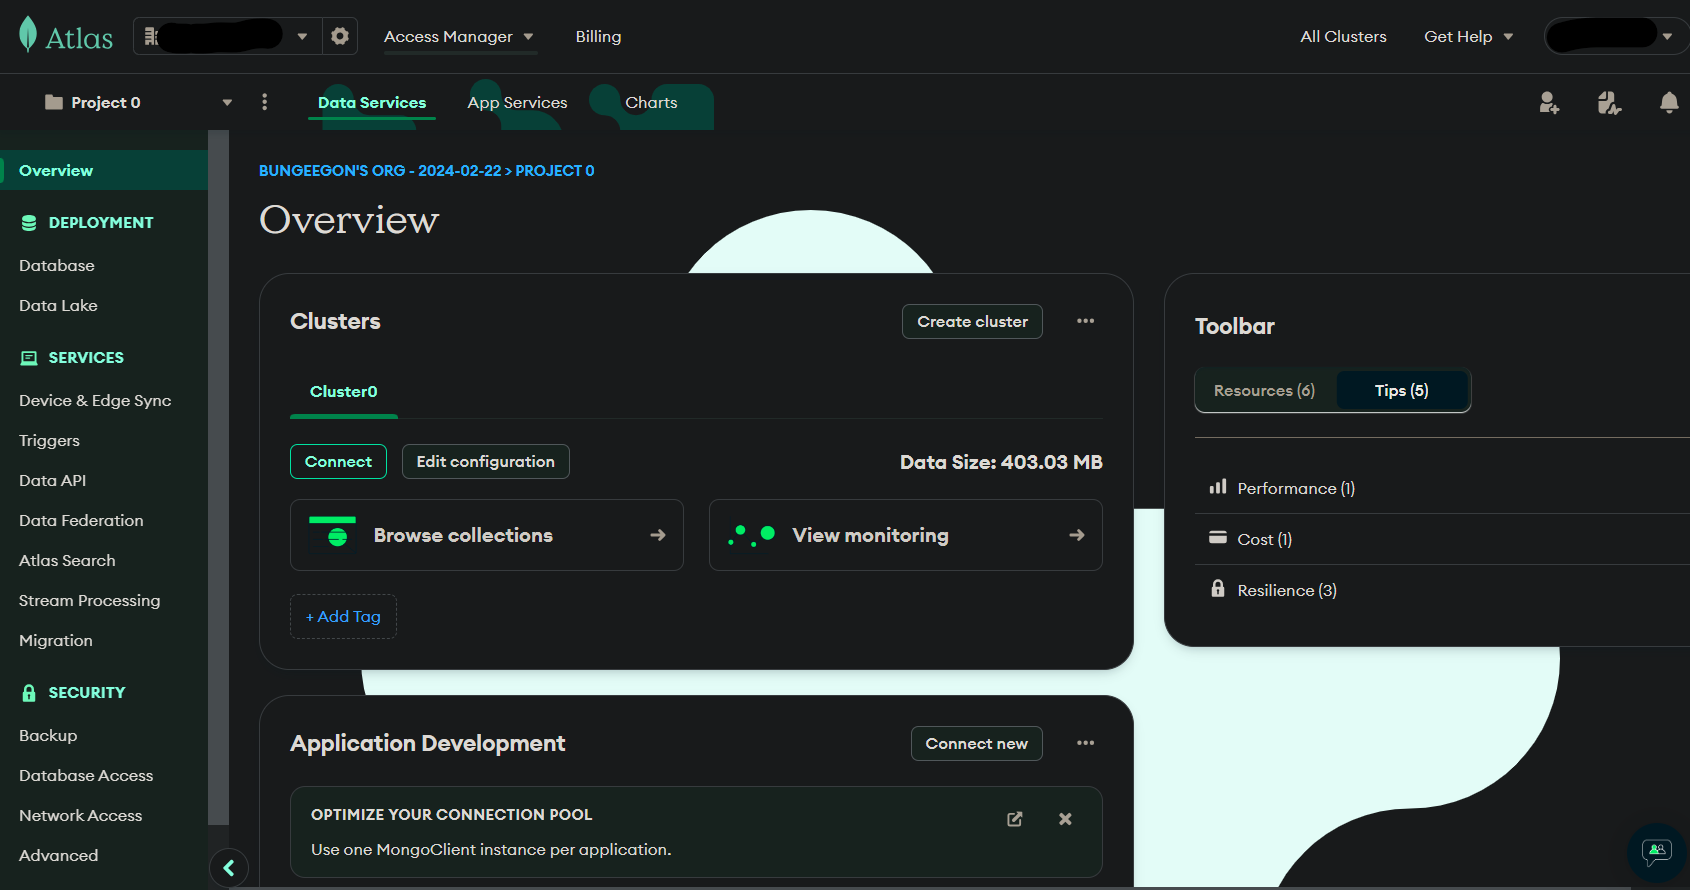 Atlas
Access Manager
Billing
All Clusters
Get Help
Project 0
Data Services
App Services
Charts
Overview
DEPLOYMENT
Database
Data Lake
SERVICES
Device & Edge Sync
Triggers
Data API
Data Federation
Atlas Search
Stream Processing
Migration
SECURITY
Backup
Database Access
Network Access
Advanced
BUNGEEGON'S ORG - 2024-02-22 > PROJECT 0
Overview
Clusters
Create cluster
Cluster0
Connect
Edit configuration
Data Size: 403.03 MB
Browse collections
View monitoring
+ Add Tag
Application Development
Connect new
OPTIMIZE YOUR CONNECTION POOL
Use one MongoClient instance per application.
Toolbar
Resources (6)
Tips (5)
Performance (1)
Cost (1)
Resilience (3)